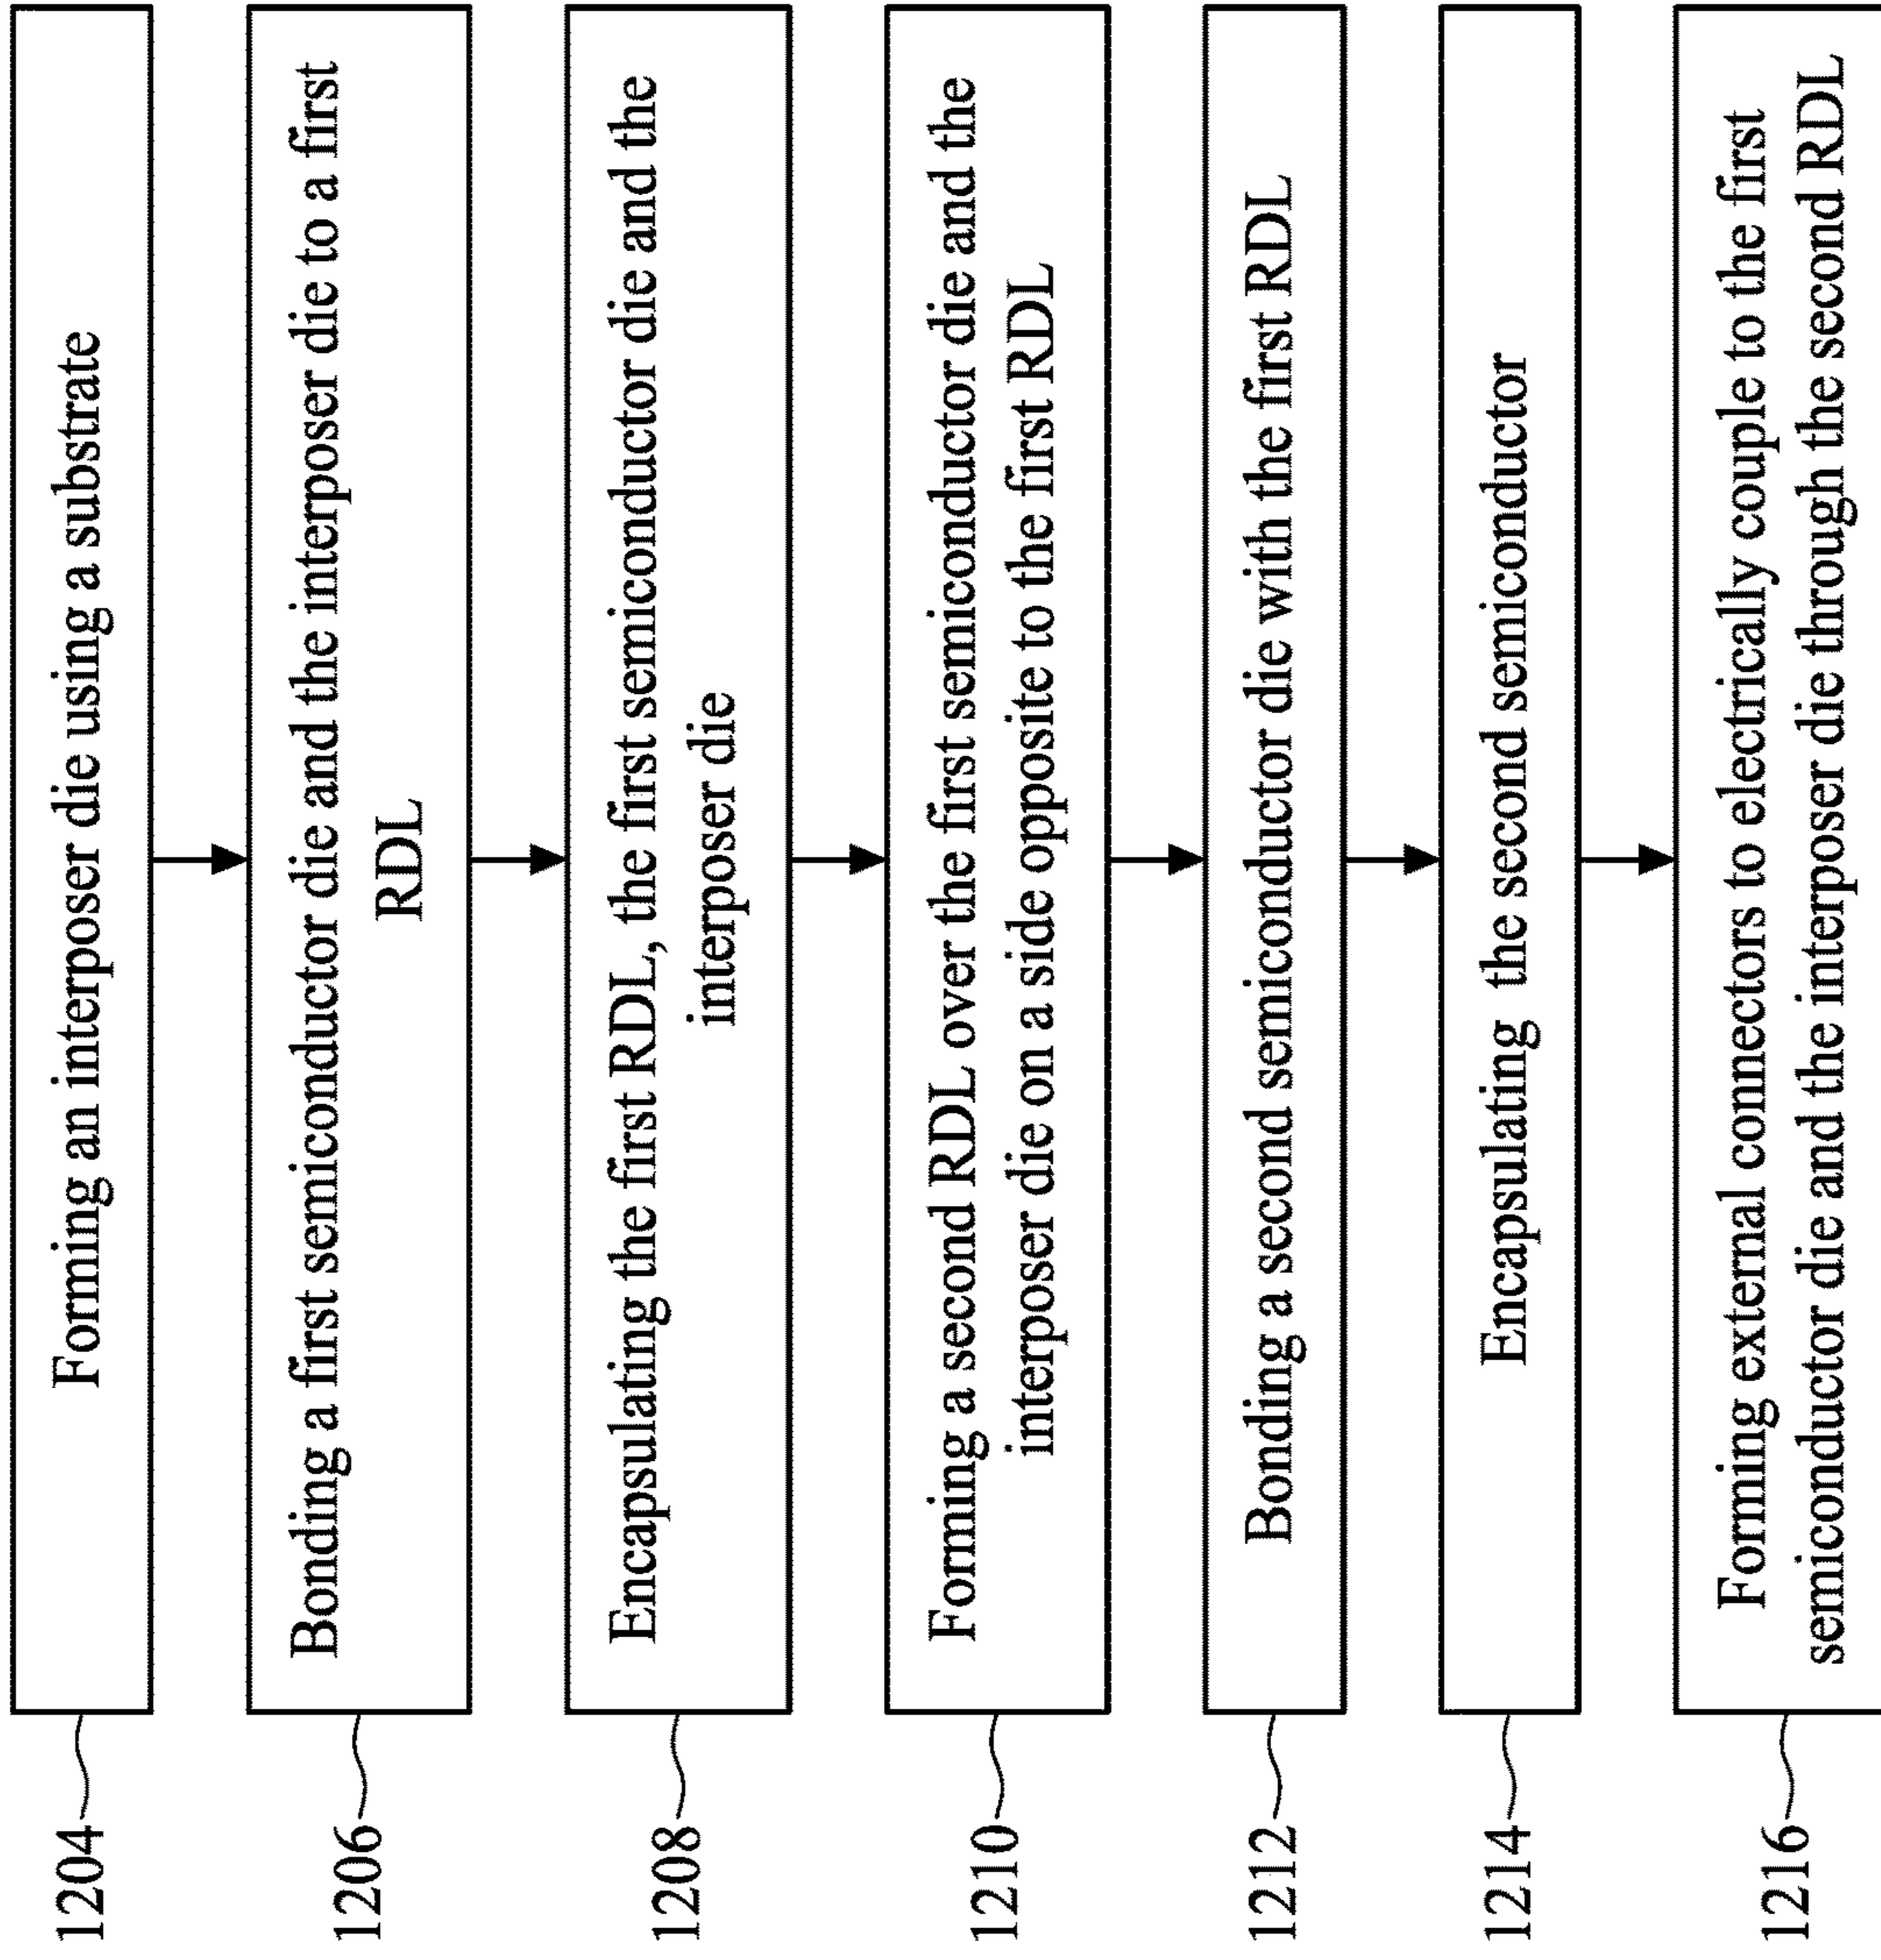 1204
Forming an interposer die using a substrate
1206
Bonding a first semiconductor die and the interposer die to a first
RDL
1208
Encapsulating the first RDL, the first semiconductor die and the
interposer die
1210
Forming a second RDL over the first semiconductor die and the
interposer die on a side opposite to the first RDL
1212
Bonding a second semiconductor die with the first RDL
1214
Encapsulating the second semiconductor
1216
Forming external connectors to electrically couple to the first
semiconductor die and the interposer die through the second RDL